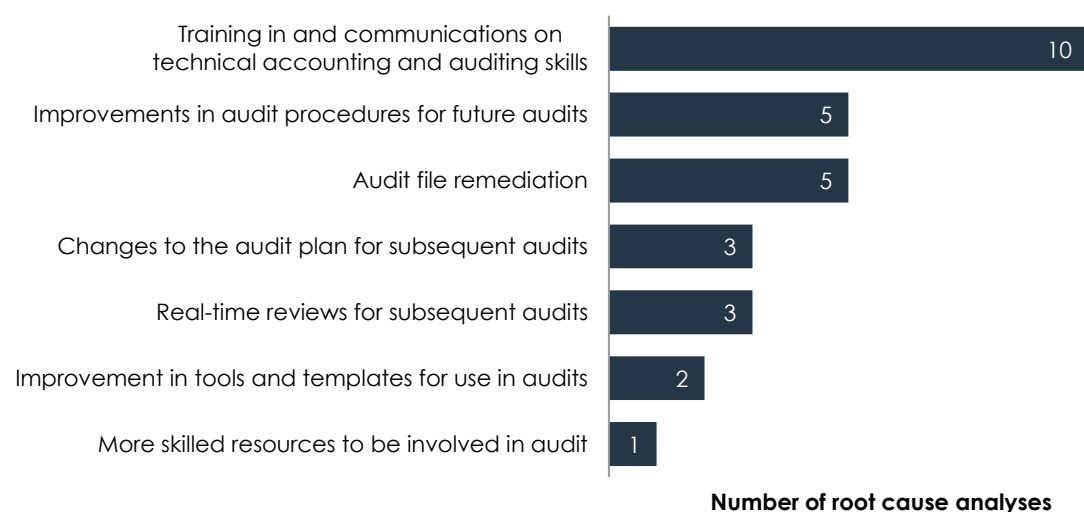 Training in and communications on
technical accounting and auditing skills
10
Improvements in audit procedures for future audits
5
Audit file remediation
5
Changes to the audit plan for subsequent audits
3
Real-time reviews for subsequent audits
3
Improvement in tools and templates for use in audits
2
More skilled resources to be involved in audit
1
Number of root cause analyses